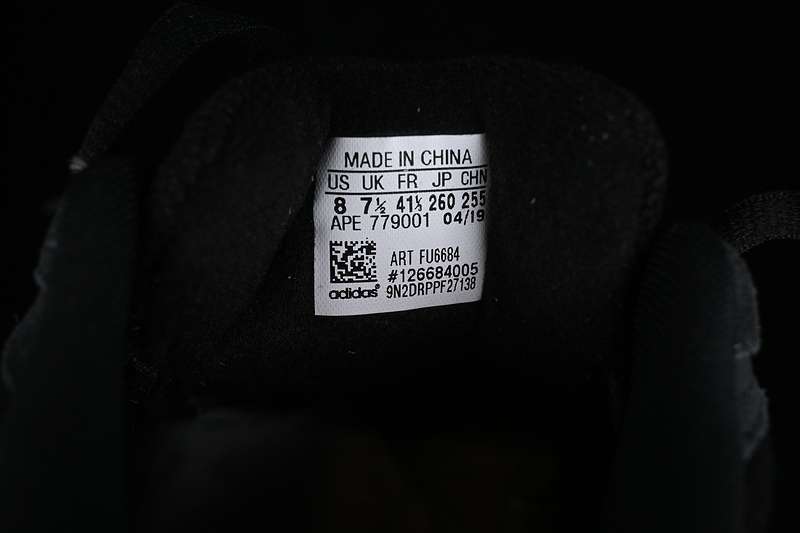 MADE IN CHINA
US UK FR JP CHN
8 7½ 41⅓ 260 255
APE 779001 04/19
ART FU6684
#126684005
adidas® 9N2DRPPF27138